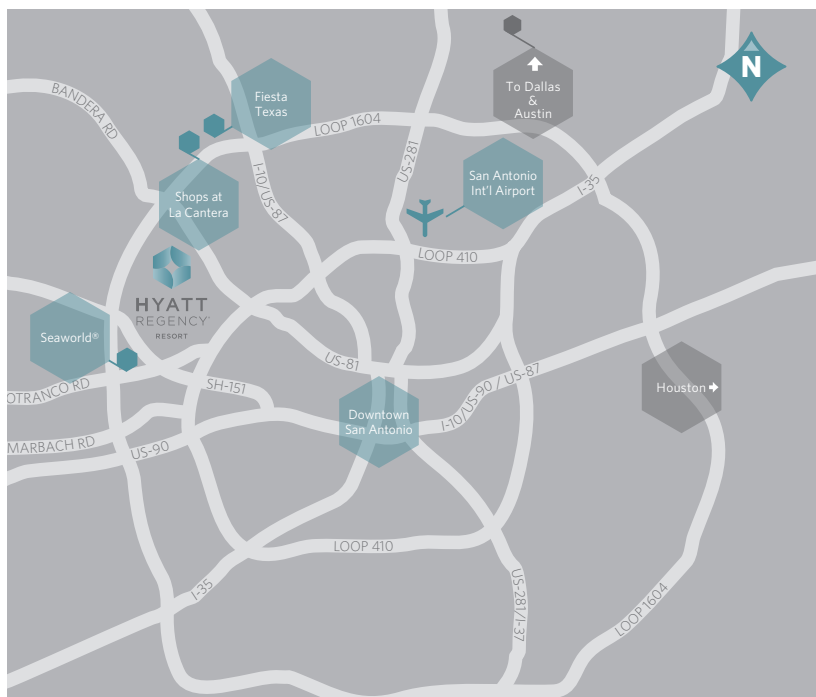 N
To Dallas
&
Austin
Fiesta
Texas
BANDERA RD
LOOP 1604
US-281
I-10/US-87
San Antonio
Int'l Airport
I-35
Shops at
La Cantera
LOOP 410
HYATT
REGENCY
RESORT
Seaworld®
US-81
OTRANCO RD
SH-151
I-10/US-90 / US-87
Houston
Downtown
San Antonio
MARBACH RD
US-90
LOOP 410
I-35
US-281/I-37
LOOP 1604